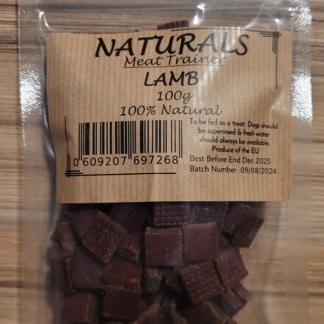 NATURALS
Meat Trainer
LAMB
100g
100% Natural
To be fed as a treat. Dogs should
be supervised & fresh water
should always be available.
Produce of the EU
Best Before End Dec 2025
Batch Number 09/08/2024
0 609207 697268